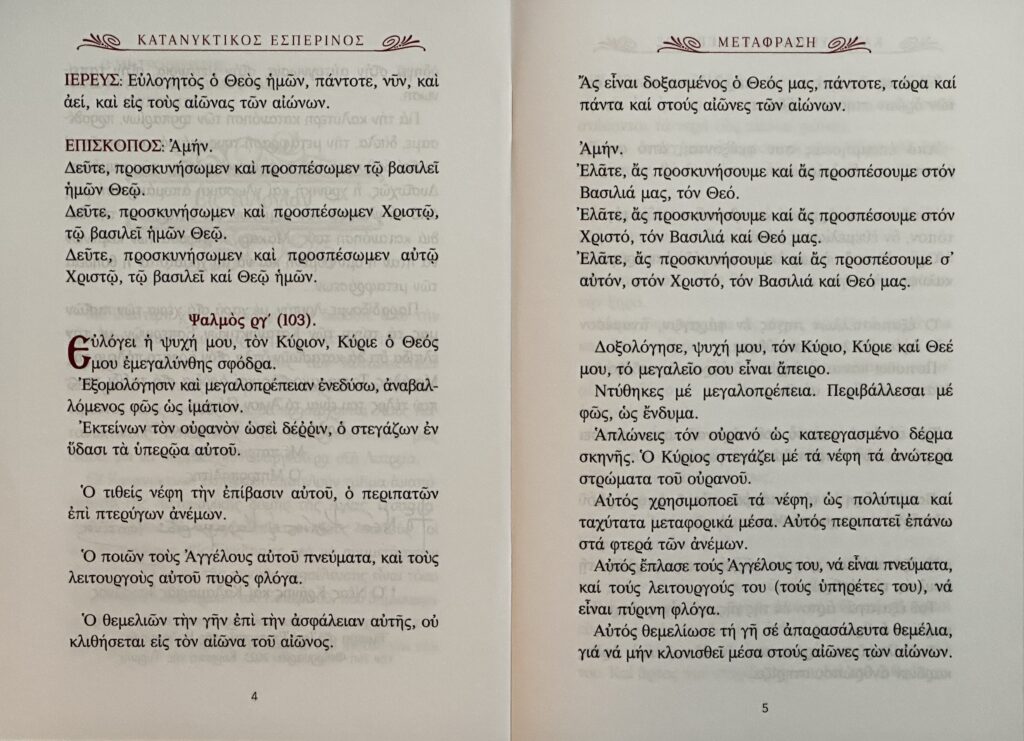 ΚΑΤΑΝΥΚΤΙΚΟΣ ΕΣΠΕΡΙΝΟΣ
ΙΕΡΕΥΣ: Εὐλογητὸς ὁ Θεὸς ἡμῶν, πάντοτε, νῦν, καὶ
ἀεί, καὶ εἰς τοὺς αἰῶνας τῶν αἰώνων.
ΕΠΙΣΚΟΠΟΣ: Ἀμήν.
Δεῦτε, προσκυνήσωμεν καὶ προσπέσωμεν τῷ βασιλεῖ
ἡμῶν Θεῷ.
Δεῦτε, προσκυνήσωμεν καὶ προσπέσωμεν Χριστῷ,
τῷ βασιλεῖ ἡμῶν Θεῷ.
Δεῦτε, προσκυνήσωμεν καὶ προσπέσωμεν αὐτῷ
Χριστῷ, τῷ βασιλεῖ καί Θεῷ ἡμῶν.
Ψαλμὸς ργ΄ (103).
Εὐλόγει ἡ ψυχή μου, τὸν Κύριον, Κύριε ὁ Θεὸς
μου ἐμεγαλύνθης σφόδρα.
Ἐξομολόγησιν καὶ μεγαλοπρέπειαν ἐνεδύσω, ἀναβαλ-
λόμενος φῶς ὡς ἱμάτιον.
Ἐκτείνων τὸν οὐρανὸν ὡσεὶ δέῤῥιν, ὁ στεγάζων ἐν
ὕδασι τὰ ὑπερῷα αὐτοῦ.
Ὁ τιθεὶς νέφη τὴν ἐπίβασιν αὐτοῦ, ὁ περιπατῶν
ἐπὶ πτερύγων ἀνέμων.
Ὁ ποιῶν τοὺς Ἀγγέλους αὐτοῦ πνεύματα, καὶ τοὺς
λειτουργοὺς αὐτοῦ πυρὸς φλόγα.
Ὁ θεμελιῶν τὴν γῆν ἐπὶ τὴν ἀσφάλειαν αὐτῆς, οὐ
κλιθήσεται εἰς τὸν αἰῶνα τοῦ αἰῶνος.
4
ΜΕΤΑΦΡΑΣΗ
Ἄς εἶναι δοξασμένος ὁ Θεός μας, πάντοτε, τώρα καί
πάντα καί στούς αἰῶνες τῶν αἰώνων.
Ἀμήν.
Ἐλᾶτε, ἄς προσκυνήσουμε καί ἄς προσπέσουμε στόν
Βασιλιά μας, τόν Θεό.
Ἐλᾶτε, ἄς προσκυνήσουμε καί ἄς προσπέσουμε στόν
Χριστό, τόν Βασιλιά καί Θεό μας.
Ἐλᾶτε, ἄς προσκυνήσουμε καί ἄς προσπέσουμε σ᾿
αὐτόν, στόν Χριστό, τόν Βασιλιά καί Θεό μας.
Δοξολόγησε, ψυχή μου, τόν Κύριο, Κύριε καί Θεέ
μου, τό μεγαλεῖο σου εἶναι ἄπειρο.
Ντύθηκες μέ μεγαλοπρέπεια. Περιβάλλεσαι μέ
φῶς, ὡς ἔνδυμα.
Ἁπλώνεις τόν οὐρανό ὡς κατεργασμένο δέρμα
σκηνῆς. Ὁ Κύριος στεγάζει μέ τά νέφη τά ἀνώτερα
στρώματα τοῦ οὐρανοῦ.
Αὐτός χρησιμοποεῖ τά νέφη, ὡς πολύτιμα καί
ταχύτατα μεταφορικά μέσα. Αὐτός περιπατεῖ ἐπάνω
στά φτερά τῶν ἀνέμων.
Αὐτός ἔπλασε τούς Ἀγγέλους του, νά εἶναι πνεύματα,
καί τούς λειτουργούς του (τούς ὑπηρέτες του), νά
εἶναι πύρινη φλόγα.
Αὐτός θεμελίωσε τή γῆ σέ ἀπαρασάλευτα θεμέλια,
γιά νά μήν κλονισθεῖ μέσα στούς αἰῶνες τὼν αἰώνων.
5